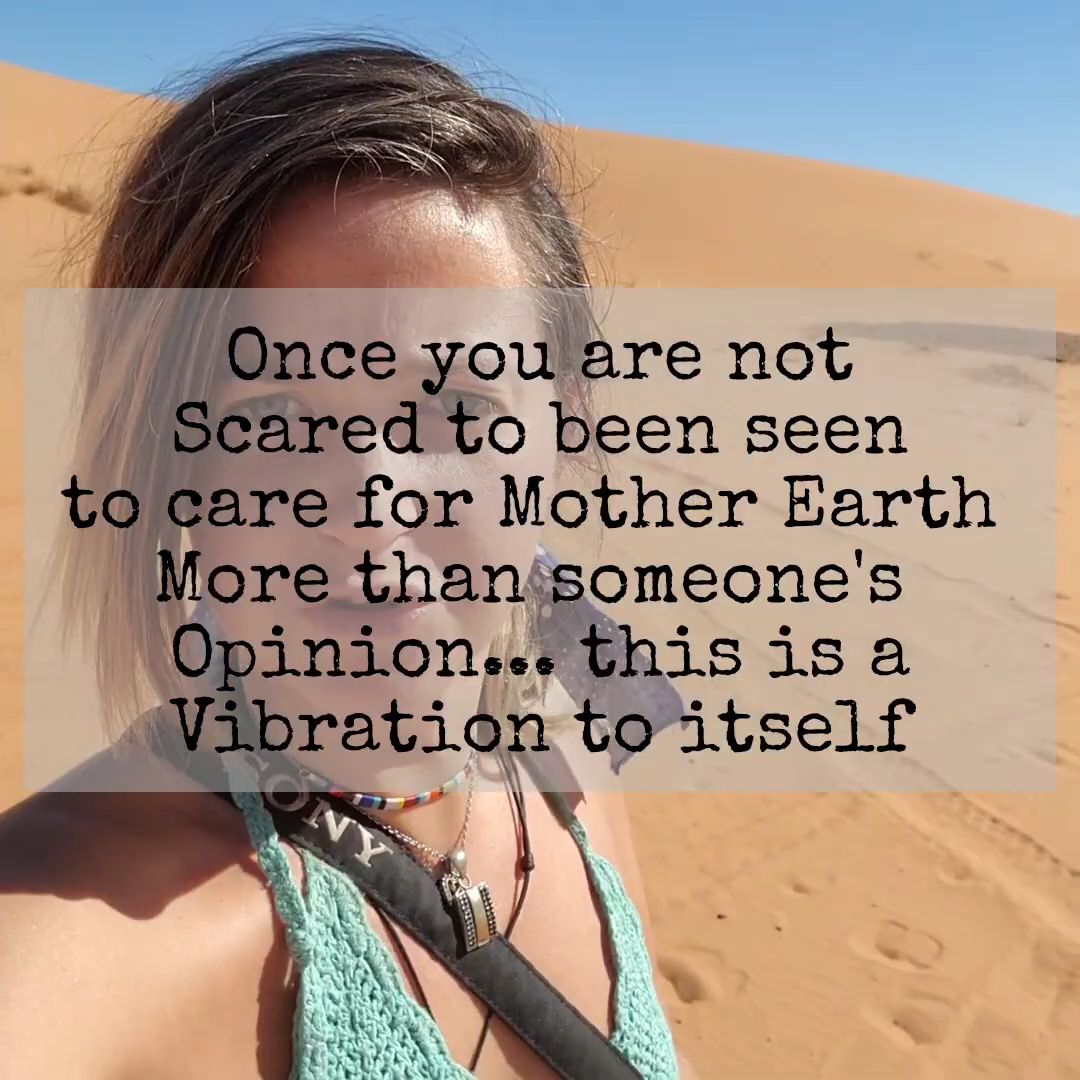 Once you are not
Scared to been seen
to care for Mother Earth
More than someone's
Opinion... this is a
Vibration to itself
SONY